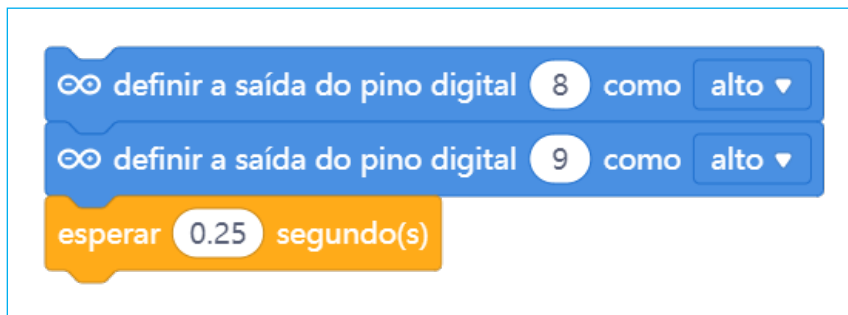 definir a saída do pino digital 8 como alto
definir a saída do pino digital 9 como alto
esperar 0.25 segundo(s)